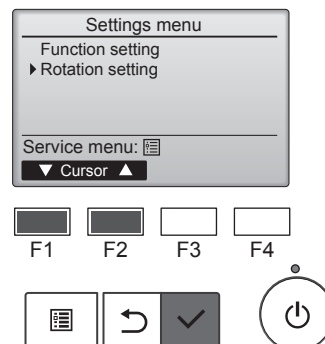 Settings menu
Function setting
Rotation setting
Service menu:
▼ Cursor ▲
F1 F2 F3 F4